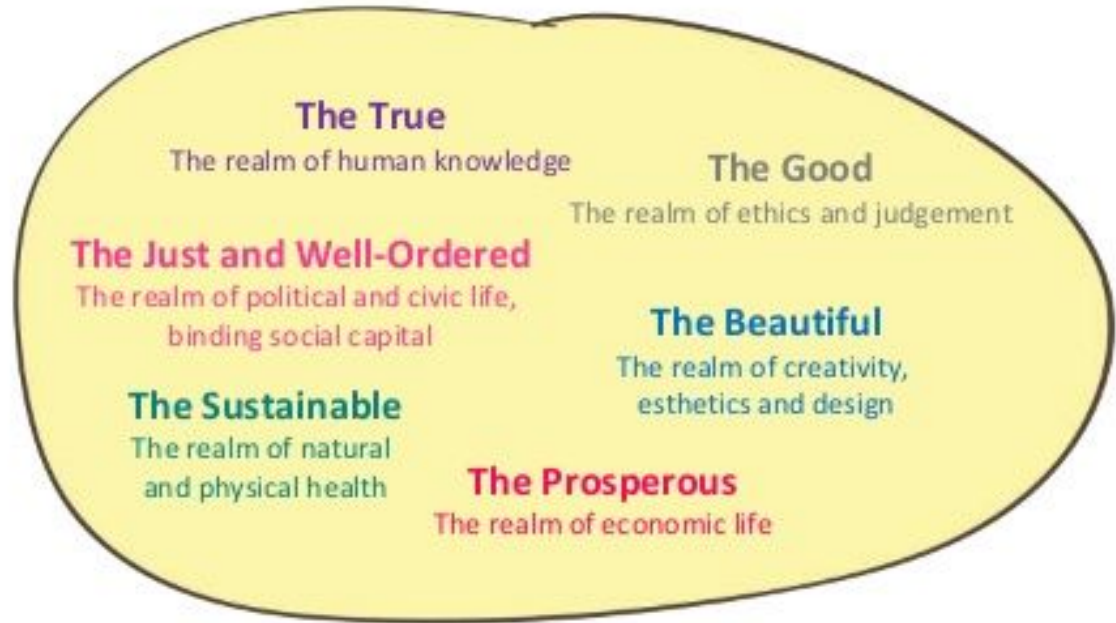 The True
The realm of human knowledge
The Good
The realm of ethics and judgement
The Just and Well-Ordered
The realm of political and civic life,
binding social capital
The Beautiful
The realm of creativity,
esthetics and design
The Sustainable
The realm of natural
and physical health
The Prosperous
The realm of economic life